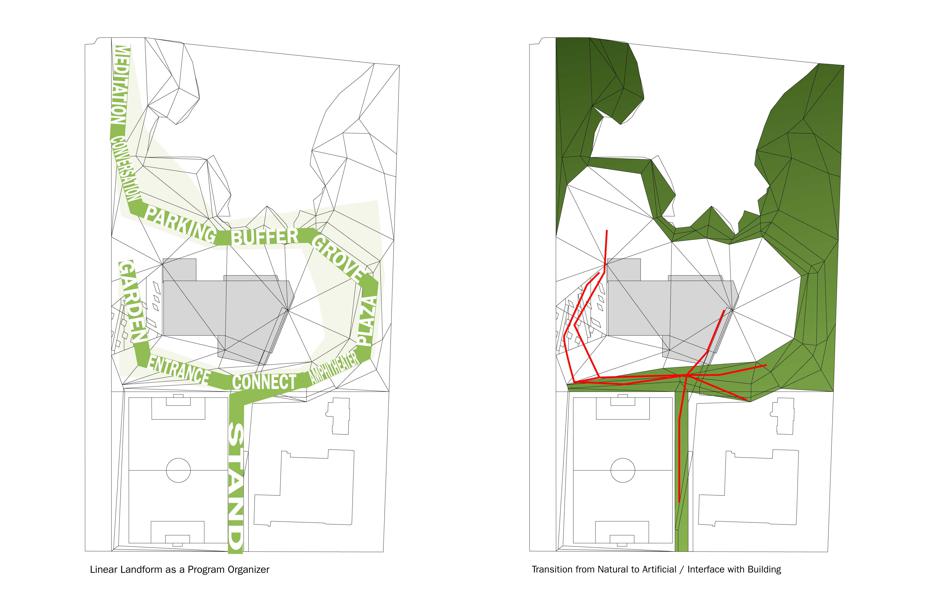 MEDITATION
CONVERSATION
PARKING
BUFFER
GROVE
PLAZA
AMPHITHEATER
CONNECT
ENTRANCE
GARDEN
STAND
Linear Landform as a Program Organizer
Transition from Natural to Artificial / Interface with Building